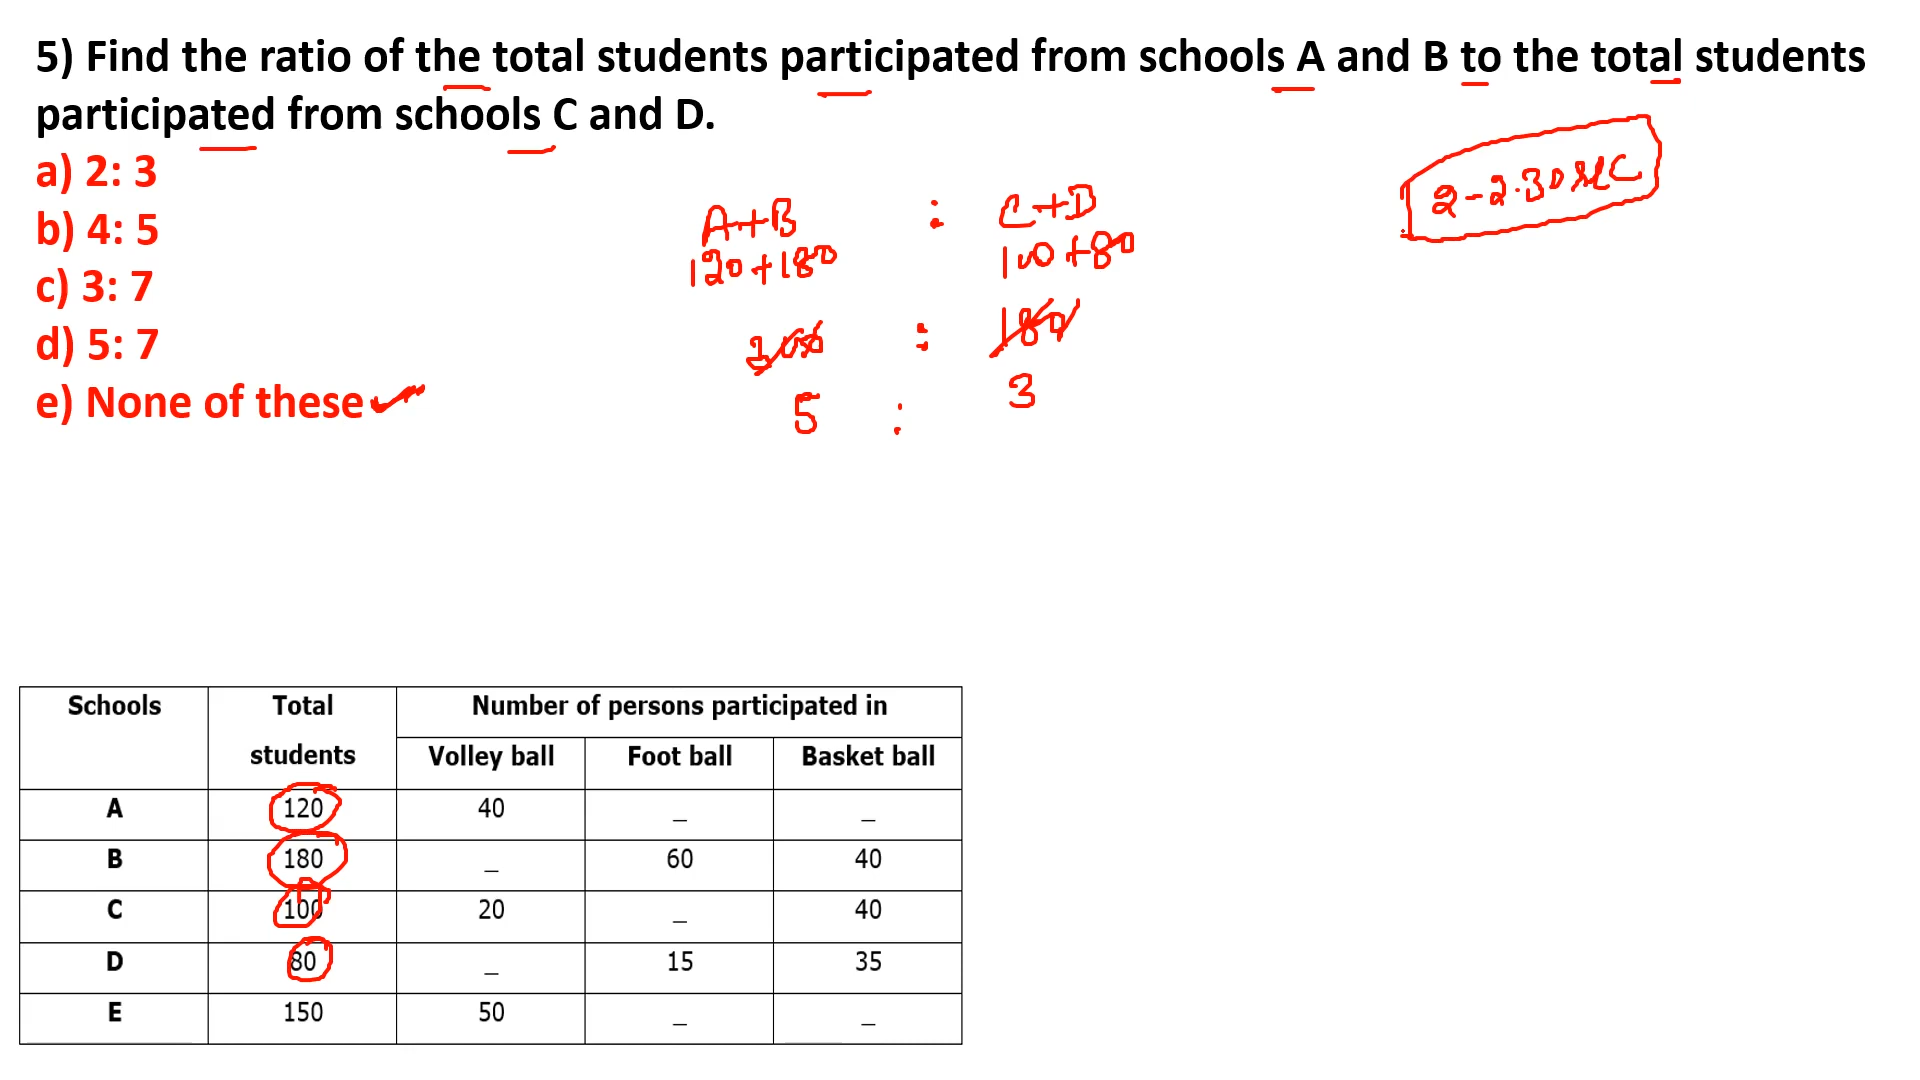 5) Find the ratio of the total students participated from schools A and B to the total students
participated from schools C and D.
a) 2: 3
b) 4: 5
c) 3: 7
d) 5: 7
e) None of these
2-2.30 sec
A+B : C+D
120+180 100+80
300 : 180
5 : 3
Schools Total students Number of persons participated in
Volley ball Foot ball Basket ball
A 120 40 _ _
B 180 _ 60 40
C 100 20 _ 40
D 80 _ 15 35
E 150 50 _ _